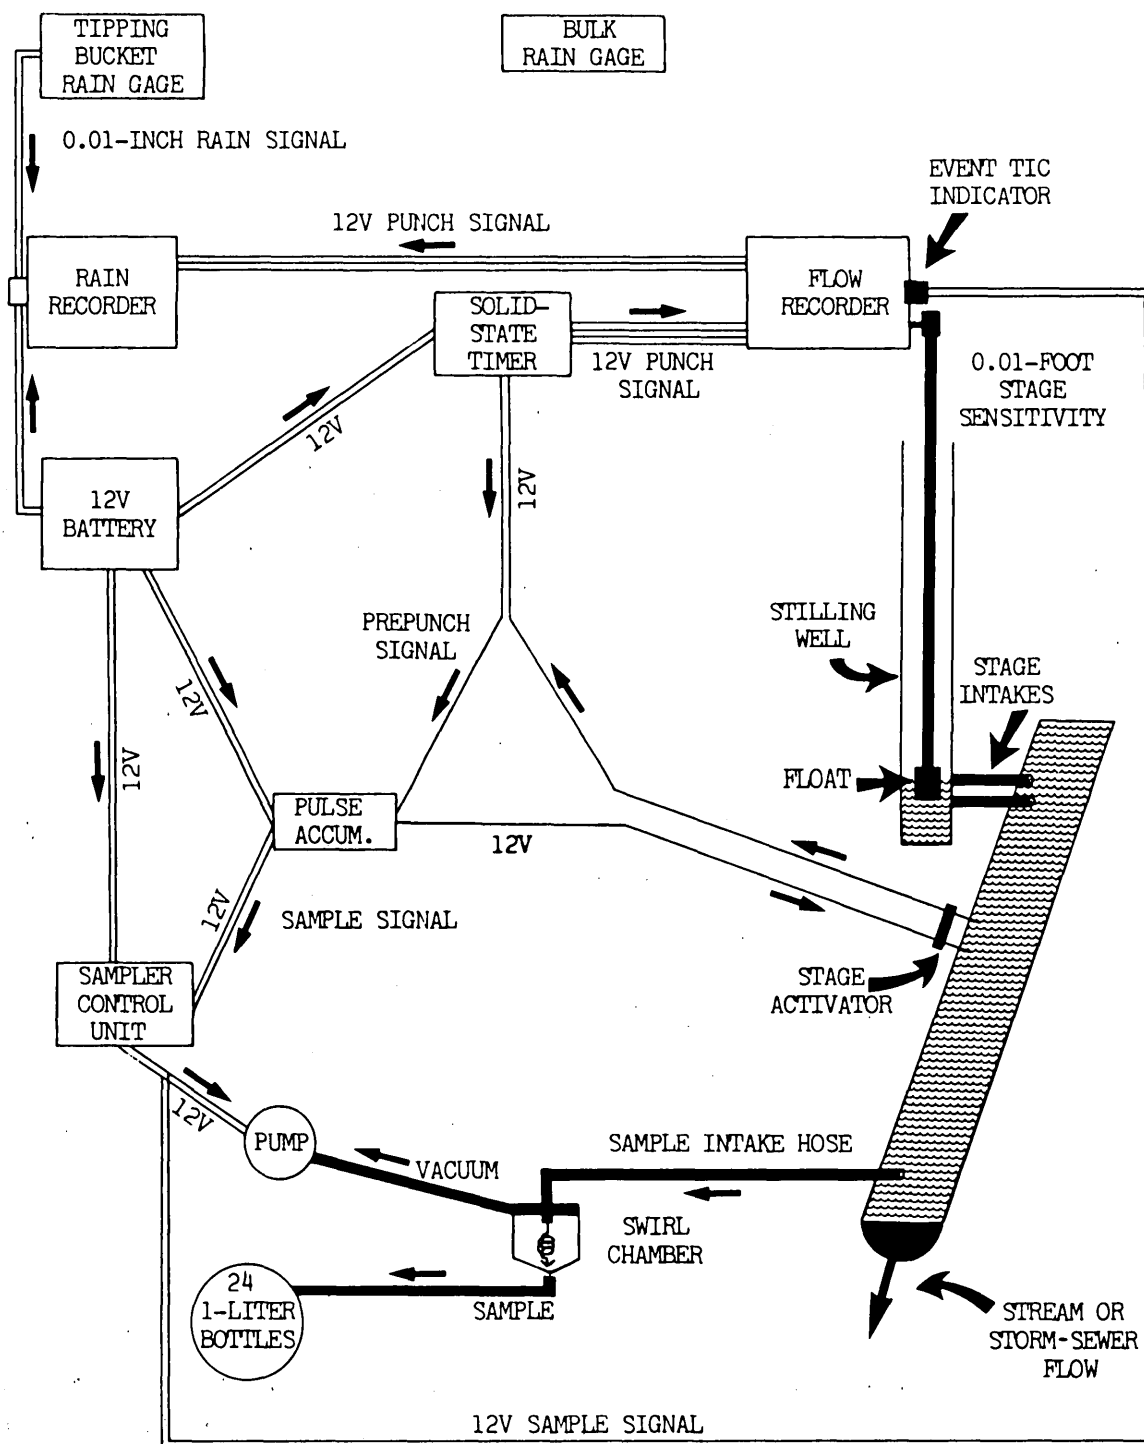 TIPPING
BUCKET
RAIN GAGE
BULK
RAIN GAGE
0.01-INCH RAIN SIGNAL
EVENT TIC
INDICATOR
12V PUNCH SIGNAL
RAIN
RECORDER
FLOW
RECORDER
SOLID-
STATE
TIMER
12V PUNCH
SIGNAL
0.01-FOOT
STAGE
SENSITIVITY
12V
12V
BATTERY
12V
PREPUNCH
SIGNAL
STILLING
WELL
STAGE
INTAKES
12V
12V
FLOAT
PULSE
ACCUM.
12V
12V
SAMPLE SIGNAL
SAMPLER
CONTROL
UNIT
STAGE
ACTIVATOR
12V
PUMP
VACUUM
SAMPLE INTAKE HOSE
SWIRL
CHAMBER
24
1-LITER
BOTTLES
SAMPLE
STREAM OR
STORM-SEWER
FLOW
12V SAMPLE SIGNAL